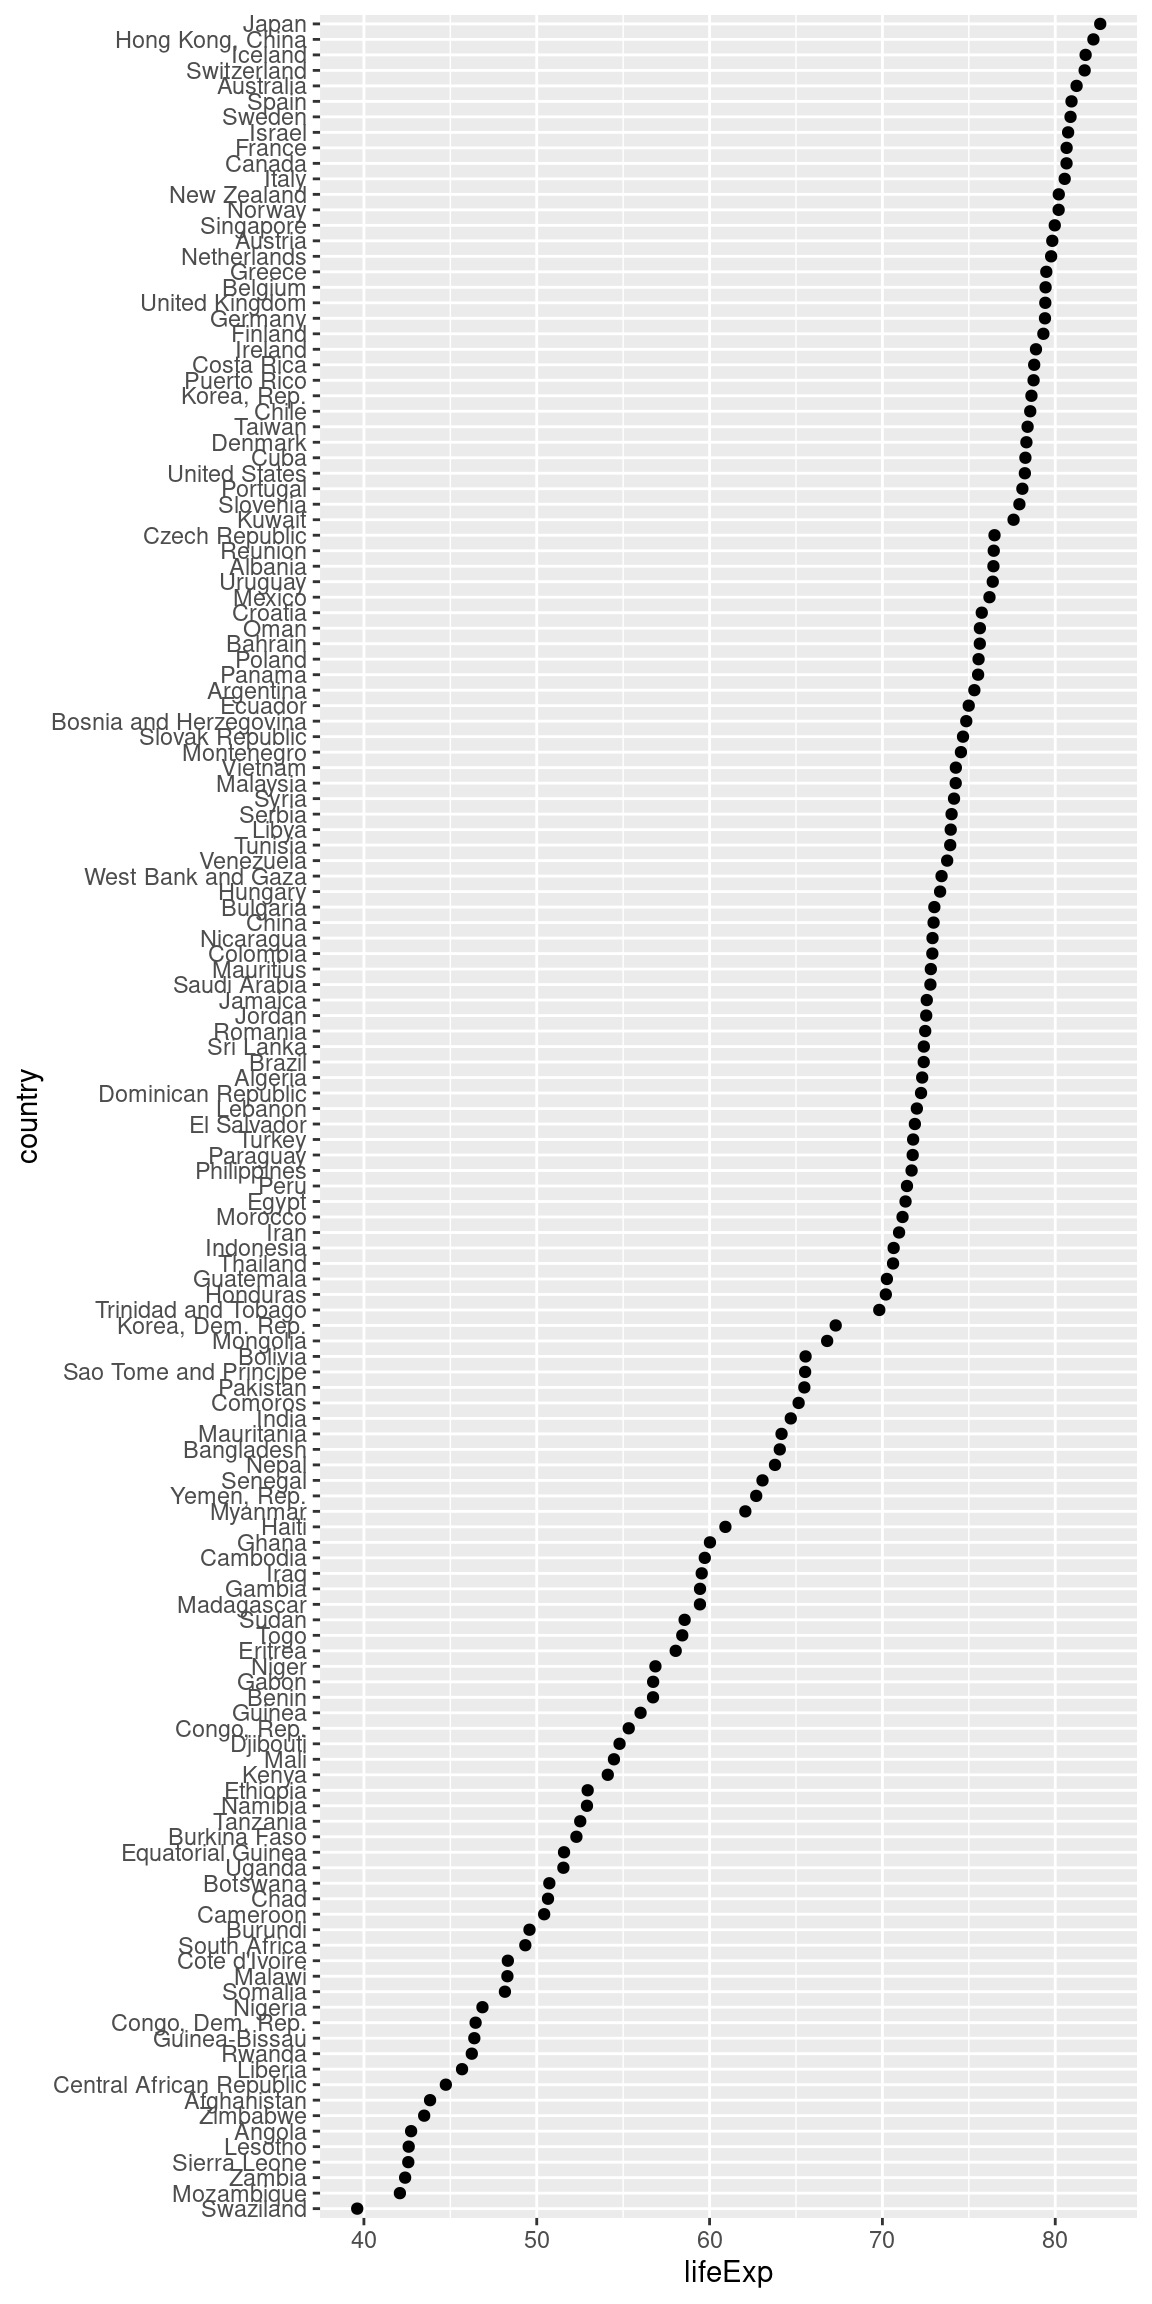 Japan
Hong Kong, China
Iceland
Switzerland
Australia
Spain
Sweden
Israel
France
Canada
Italy
New Zealand
Norway
Singapore
Austria
Netherlands
Greece
Belgium
United Kingdom
Germany
Finland
Ireland
Costa Rica
Puerto Rico
Korea, Rep.
Chile
Taiwan
Denmark
Cuba
United States
Portugal
Slovenia
Kuwait
Czech Republic
Reunion
Albania
Uruguay
Mexico
Croatia
Oman
Bahrain
Poland
Panama
Argentina
Ecuador
Bosnia and Herzegovina
Slovak Republic
Montenegro
Vietnam
Malaysia
Syria
Serbia
Libya
Tunisia
Venezuela
West Bank and Gaza
Hungary
Bulgaria
China
Nicaragua
Colombia
Mauritius
Saudi Arabia
Jamaica
Jordan
Romania
Sri Lanka
Brazil
Algeria
Dominican Republic
Lebanon
El Salvador
Turkey
Paraguay
Philippines
Peru
Egypt
Morocco
Iran
Indonesia
Thailand
Guatemala
Honduras
Trinidad and Tobago
Korea, Dem. Rep.
Mongolia
Bolivia
Sao Tome and Principe
Pakistan
Comoros
India
Mauritania
Bangladesh
Nepal
Senegal
Yemen, Rep.
Myanmar
Haiti
Ghana
Cambodia
Iraq
Gambia
Madagascar
Sudan
Togo
Eritrea
Niger
Gabon
Benin
Guinea
Congo, Rep.
Djibouti
Mali
Kenya
Ethiopia
Namibia
Tanzania
Burkina Faso
Equatorial Guinea
Uganda
Botswana
Chad
Cameroon
Burundi
South Africa
Cote d'Ivoire
Malawi
Somalia
Nigeria
Congo, Dem. Rep.
Guinea-Bissau
Rwanda
Liberia
Central African Republic
Afghanistan
Zimbabwe
Angola
Lesotho
Sierra Leone
Zambia
Mozambique
Swaziland
country
40 50 60 70 80
lifeExp